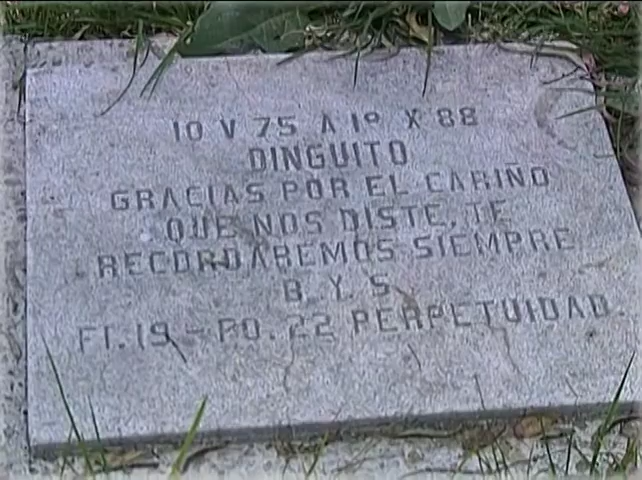 10 V 75 A 1º X 88
DINGUITO
GRACIAS POR EL CARIÑO
QUE NOS DISTE, TE
RECORDAREMOS SIEMPRE
B. Y. S.
FI. 19 - PO. 22 PERPETUIDAD.